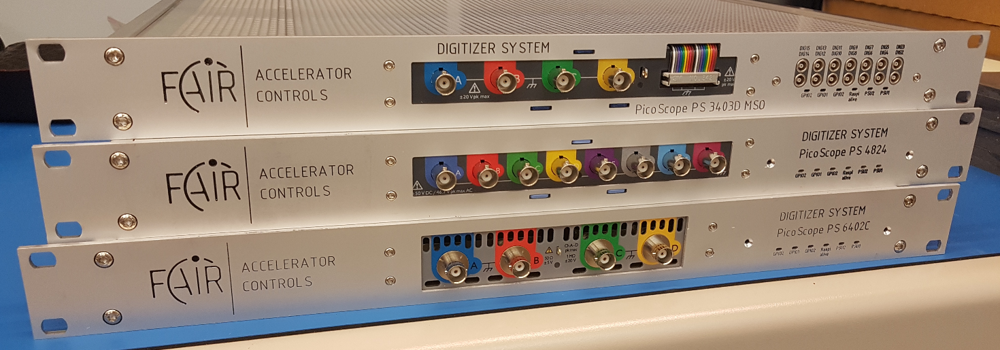 DIGITIZER SYSTEM
FAIR
ACCELERATOR
CONTROLS
A
B
±20 V pk max
±20 V
pk max
DIG15 DIG13 DIG11 DIG9 DIG7 DIG5 DIG3
DIG14 DIG12 DIG10 DIG8 DIG6 DIG4 DIG2
GPIO2 GPIO1 GPIO2 Raspi alive PSU2 PSU1
PicoScope PS 3403D MSO
FAIR
ACCELERATOR
CONTROLS
A
B
C
±50 V DC / 46.7 V pk max AC
DIGITIZER SYSTEM
PicoScope PS 4824
GPIO2 GPIO1 GPIO2 Raspi alive PSU2 PSU1
FAIR
ACCELERATOR
CONTROLS
A
B
50 Ω
±5 V
Ch A-D
pk max
1 MΩ
±20 V
C
D
DIGITIZER SYSTEM
PicoScope PS 6402C
GPIO2 GPIO1 GPIO2 Raspi alive PSU2 PSU1